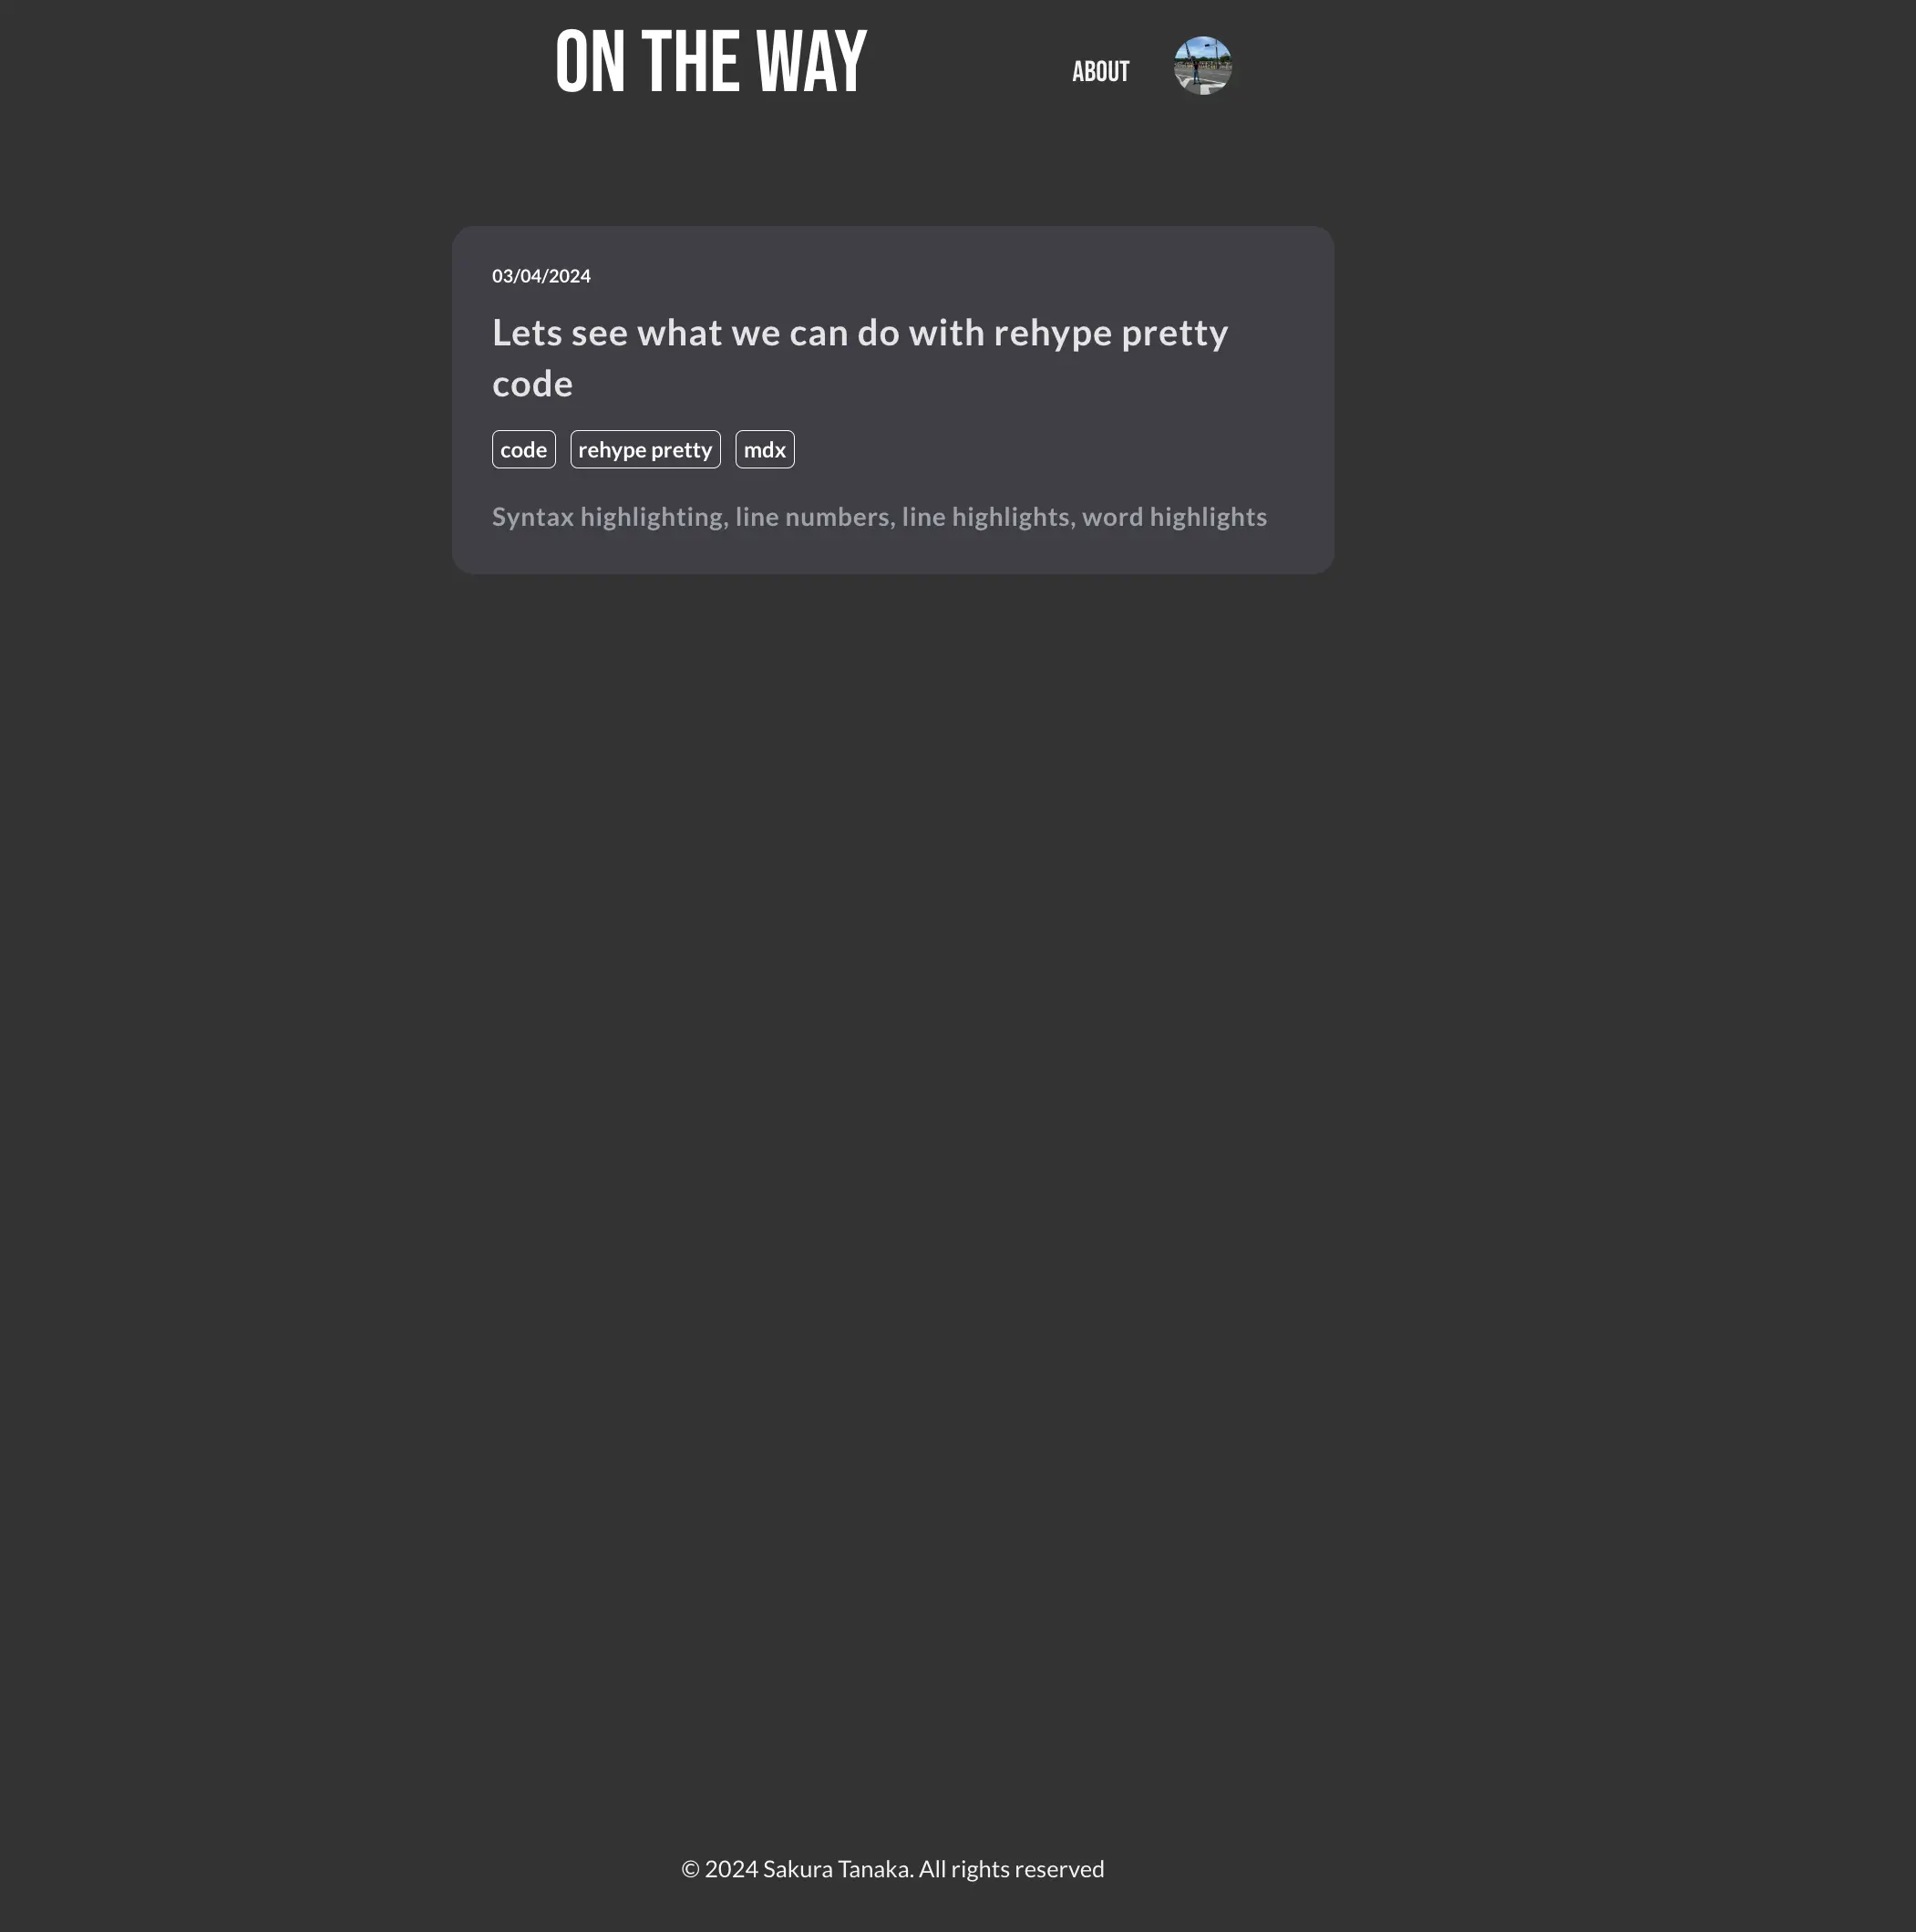 ON THE WAY
ABOUT
03/04/2024
Lets see what we can do with rehype pretty
code
code rehype pretty mdx
Syntax highlighting, line numbers, line highlights, word highlights
© 2024 Sakura Tanaka. All rights reserved